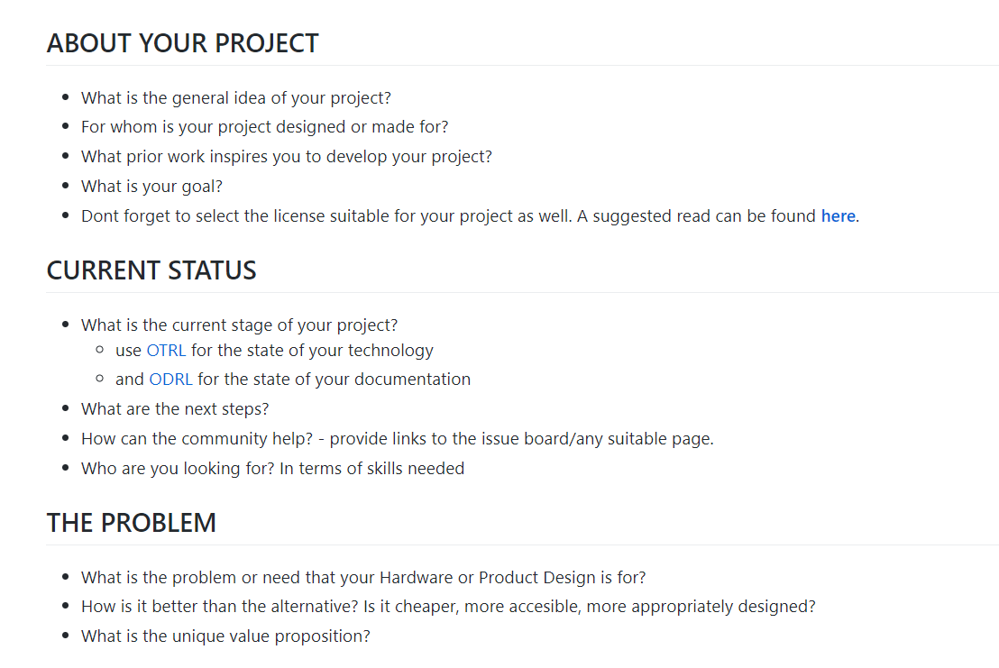 ABOUT YOUR PROJECT
What is the general idea of your project?
For whom is your project designed or made for?
What prior work inspires you to develop your project?
What is your goal?
Dont forget to select the license suitable for your project as well. A suggested read can be found here.
CURRENT STATUS
What is the current stage of your project?
use OTRL for the state of your technology
and ODRL for the state of your documentation
What are the next steps?
How can the community help? - provide links to the issue board/any suitable page.
Who are you looking for? In terms of skills needed
THE PROBLEM
What is the problem or need that your Hardware or Product Design is for?
How is it better than the alternative? Is it cheaper, more accesible, more appropriately designed?
What is the unique value proposition?